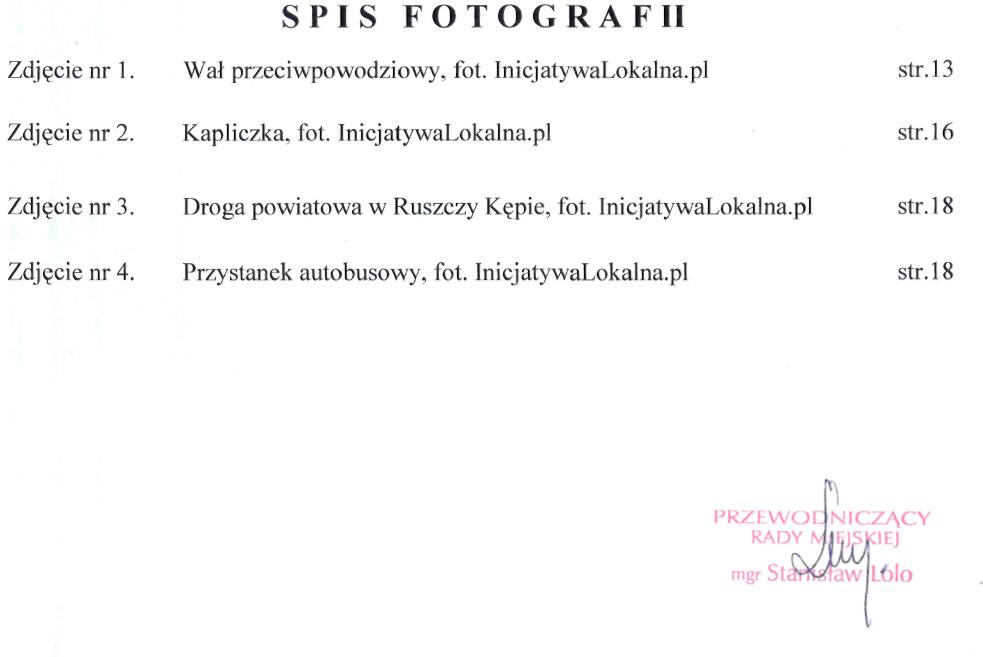 SPIS FOTOGRAFII
Zdjęcie nr 1. Wał przeciwpowodziowy, fot. InicjatywaLokalna.pl str.13
Zdjęcie nr 2. Kapliczka, fot. InicjatywaLokalna.pl str.16
Zdjęcie nr 3. Droga powiatowa w Ruszczy Kępie, fot. InicjatywaLokalna.pl str.18
Zdjęcie nr 4. Przystanek autobusowy, fot. InicjatywaLokalna.pl str.18
PRZEWODNICZĄCY
RADY MIEJSKIEJ
mgr Stanisław Lolo